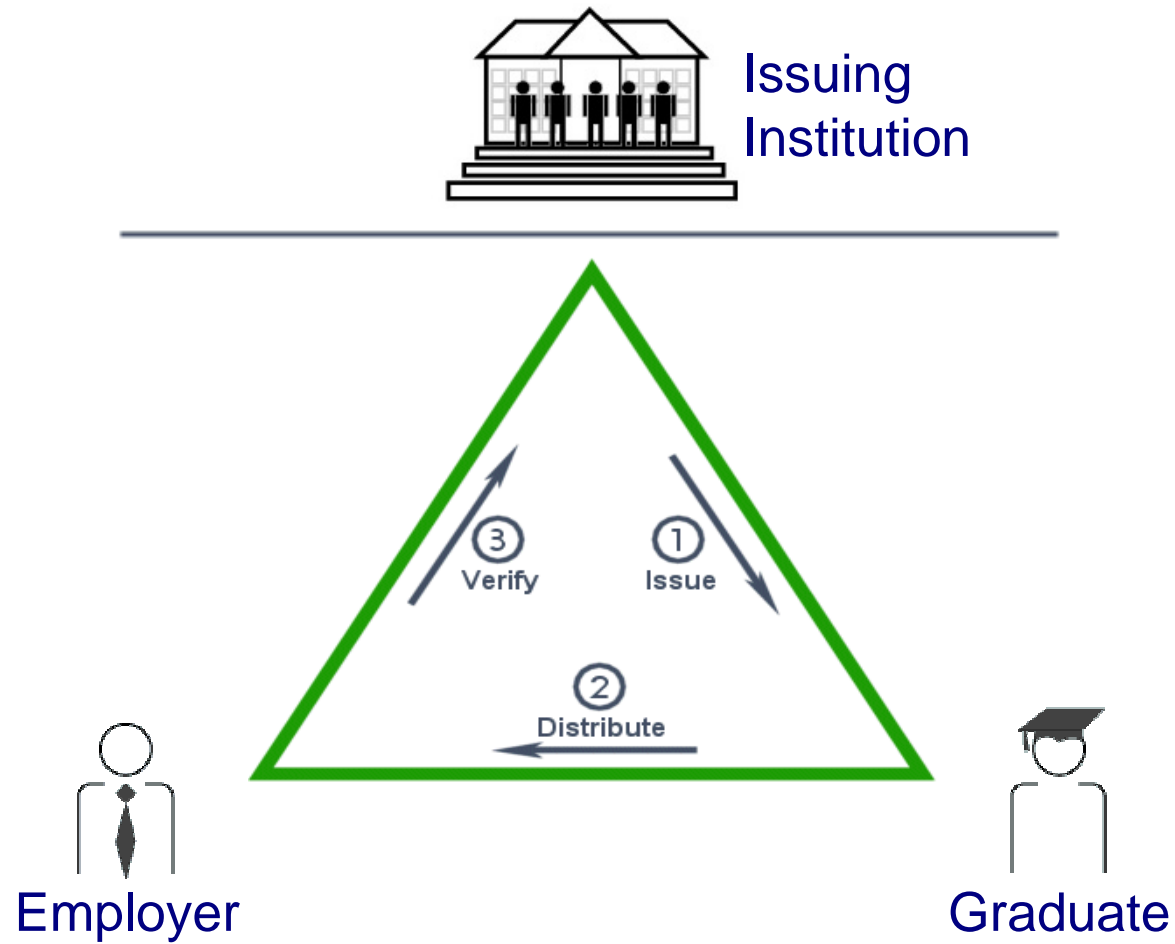 Issuing
Institution
3
Verify
1
Issue
2
Distribute
Employer
Graduate